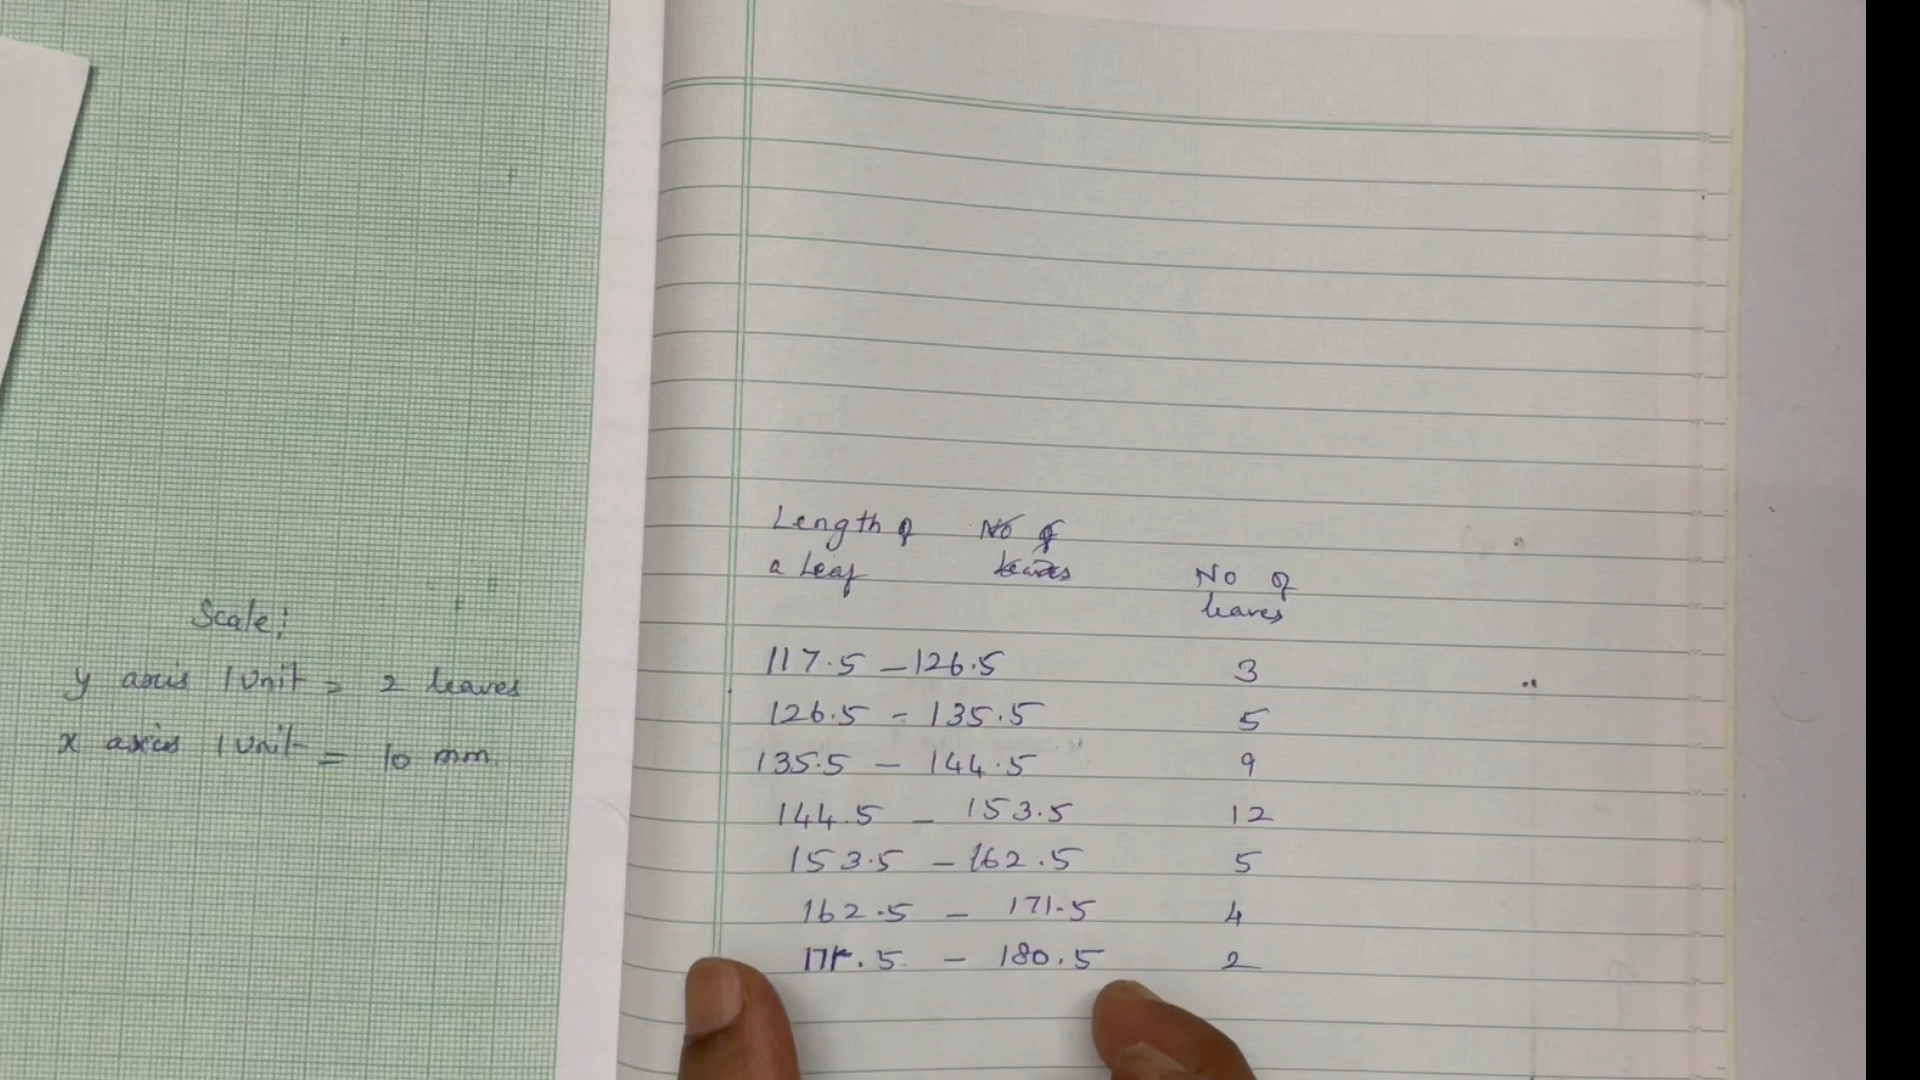 Scale:
y axis 1 Unit = 2 leaves
x axis 1 Unit = 10 mm.
Length of No of
a Leaf leaves No of
leaves
117.5 - 126.5 3
126.5 - 135.5 5
135.5 - 144.5 9
144.5 - 153.5 12
153.5 - 162.5 5
162.5 - 171.5 4
171.5 - 180.5 2